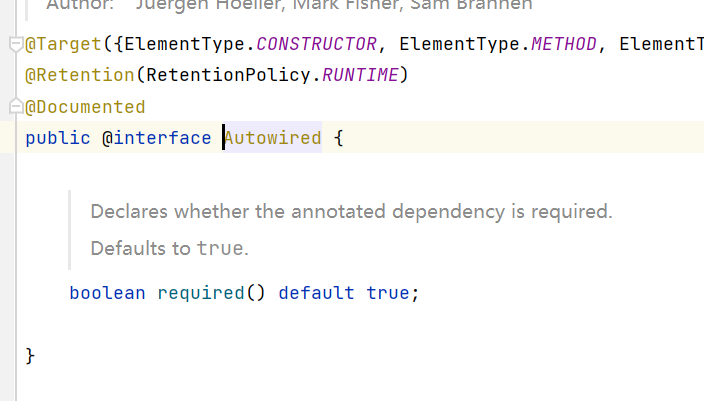 Author: Juergen Hoeller, Mark Fisher, Sam Brannen
@Target({ElementType.CONSTRUCTOR, ElementType.METHOD, ElementT
@Retention(RetentionPolicy.RUNTIME)
@Documented
public @interface Autowired {
Declares whether the annotated dependency is required.
Defaults to true.
boolean required() default true;
}